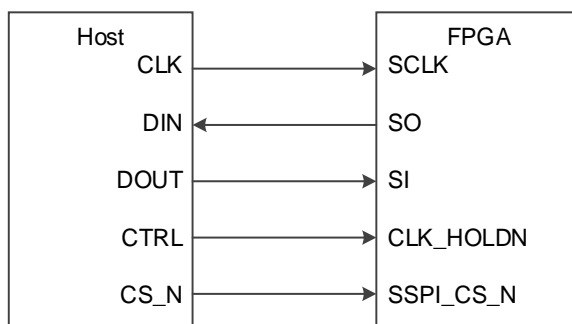 Host FPGA
CLK SCLK
DIN SO
DOUT SI
CTRL CLK_HOLDN
CS_N SSPI_CS_N